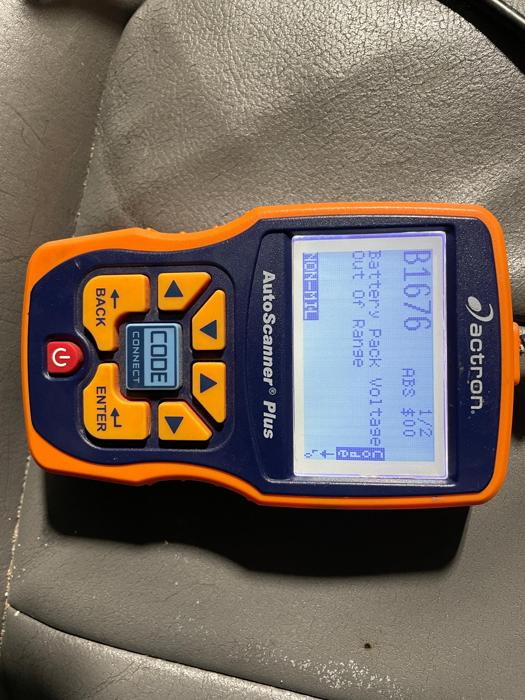 actron.
B1676
1/2
ABS $00
Battery Pack Voltage
Out Of Range
NON-MIL
AutoScanner® Plus
BACK
CODE
CONNECT
ENTER